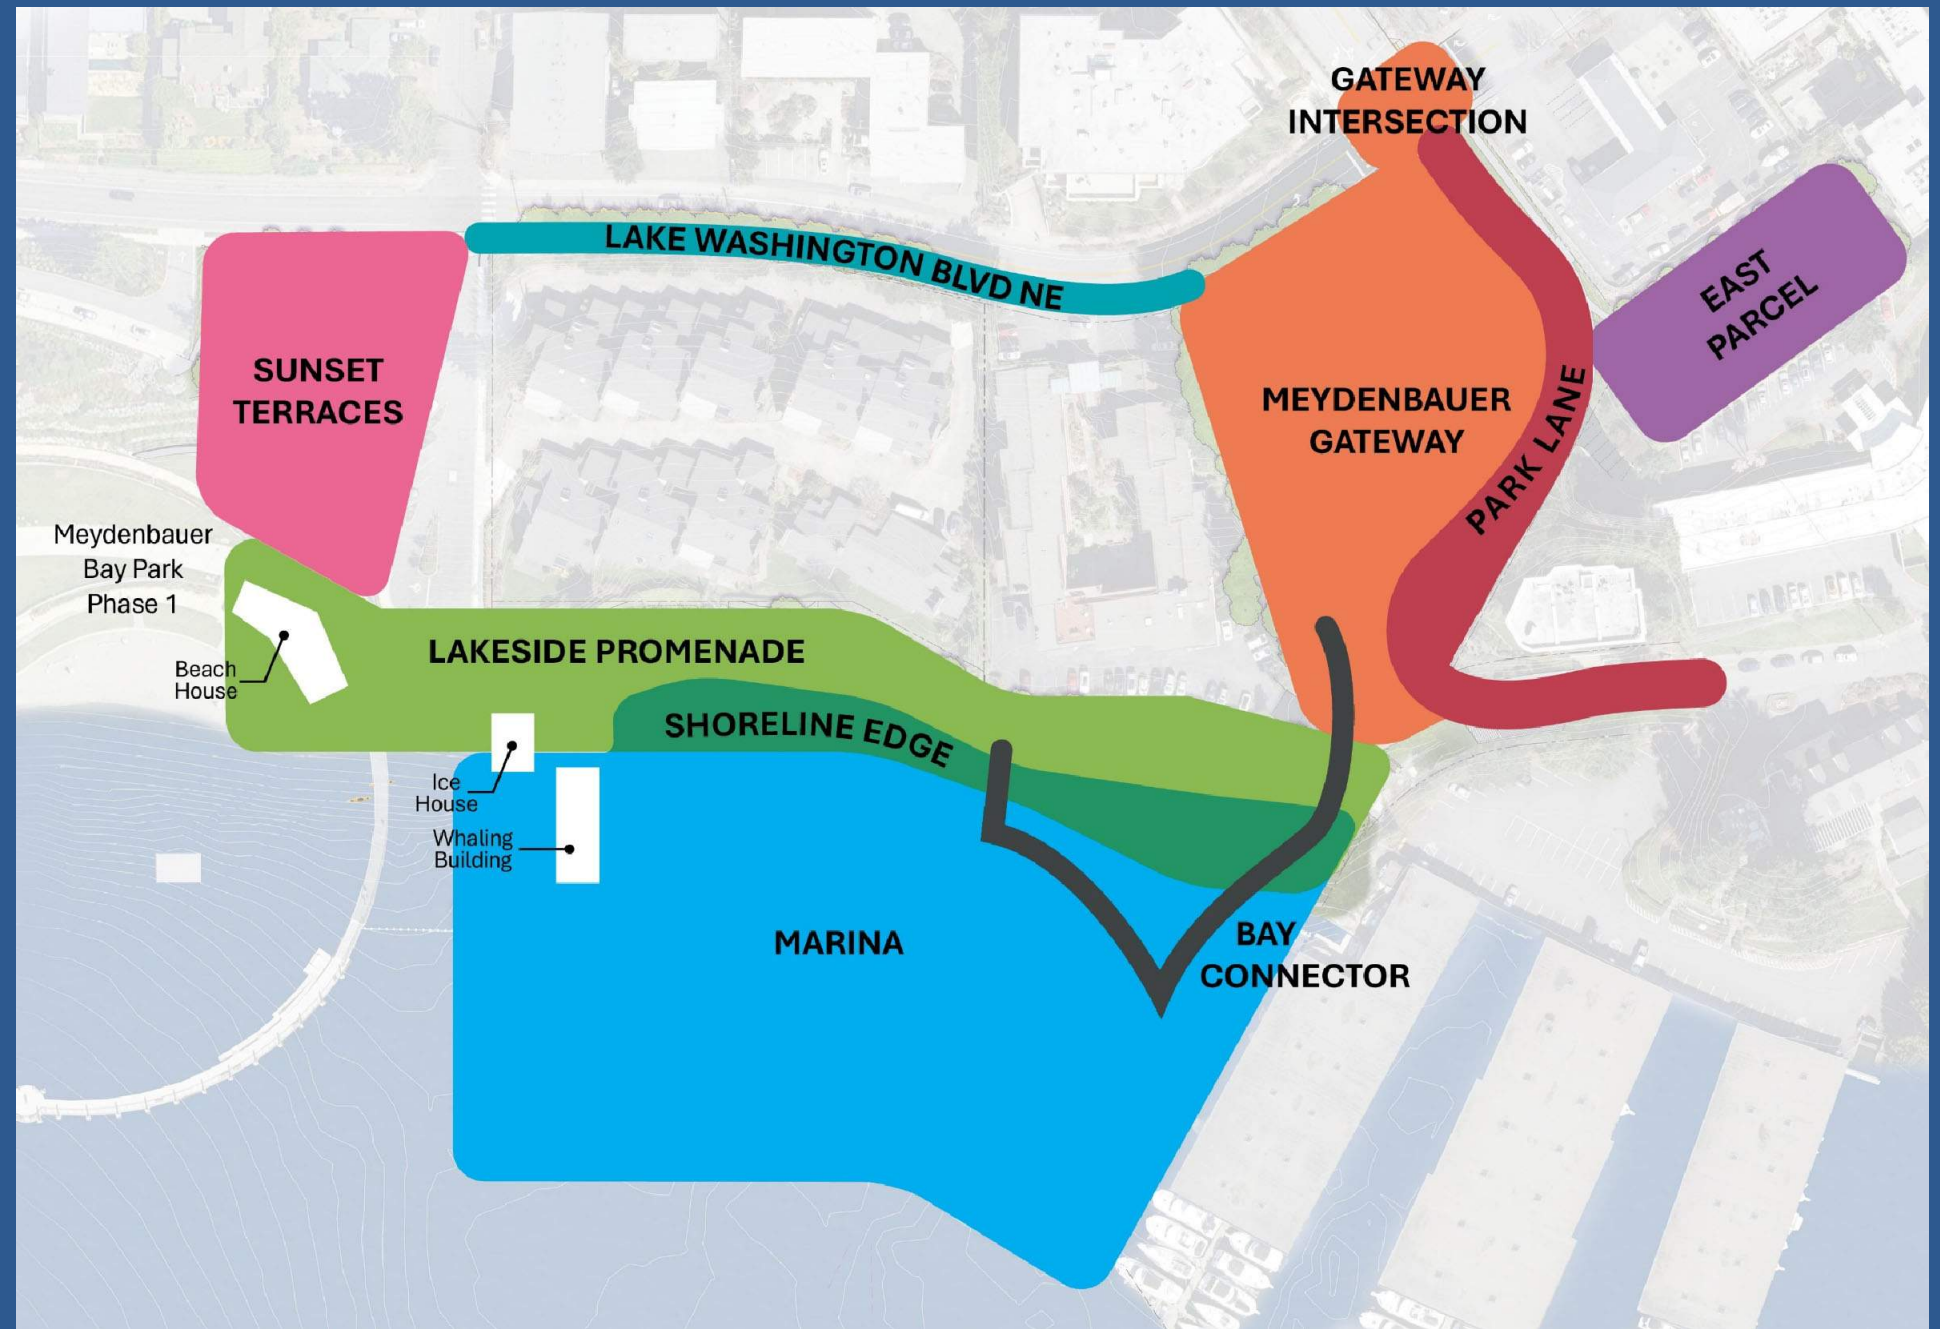 GATEWAY
INTERSECTION
LAKE WASHINGTON BLVD NE
EAST
PARCEL
SUNSET
TERRACES
MEYDENBAUER
GATEWAY
PARK LANE
Meydenbauer
Bay Park
Phase 1
Beach
House
LAKESIDE PROMENADE
SHORELINE EDGE
Ice
House
Whaling
Building
MARINA
BAY
CONNECTOR